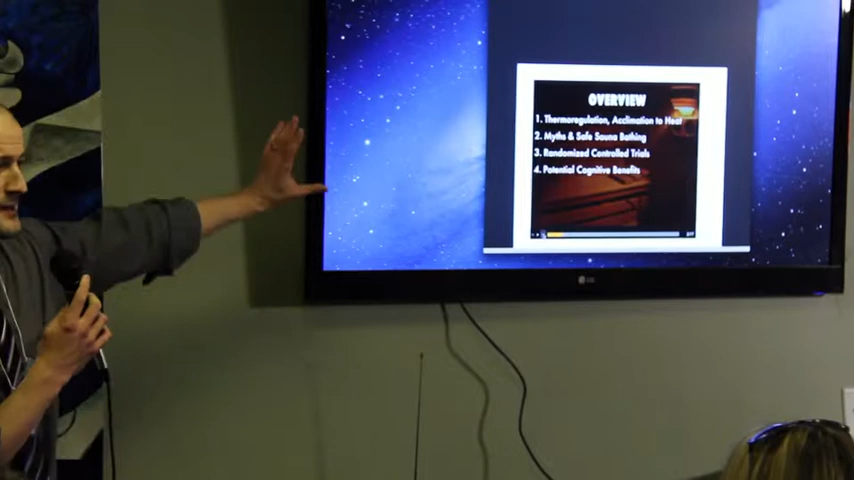 OVERVIEW
1. Thermoregulation, Acclimation to Heat
2. Myths & Safe Sauna Bathing
3. Randomized Controlled Trials
4. Potential Cognitive Benefits
LG